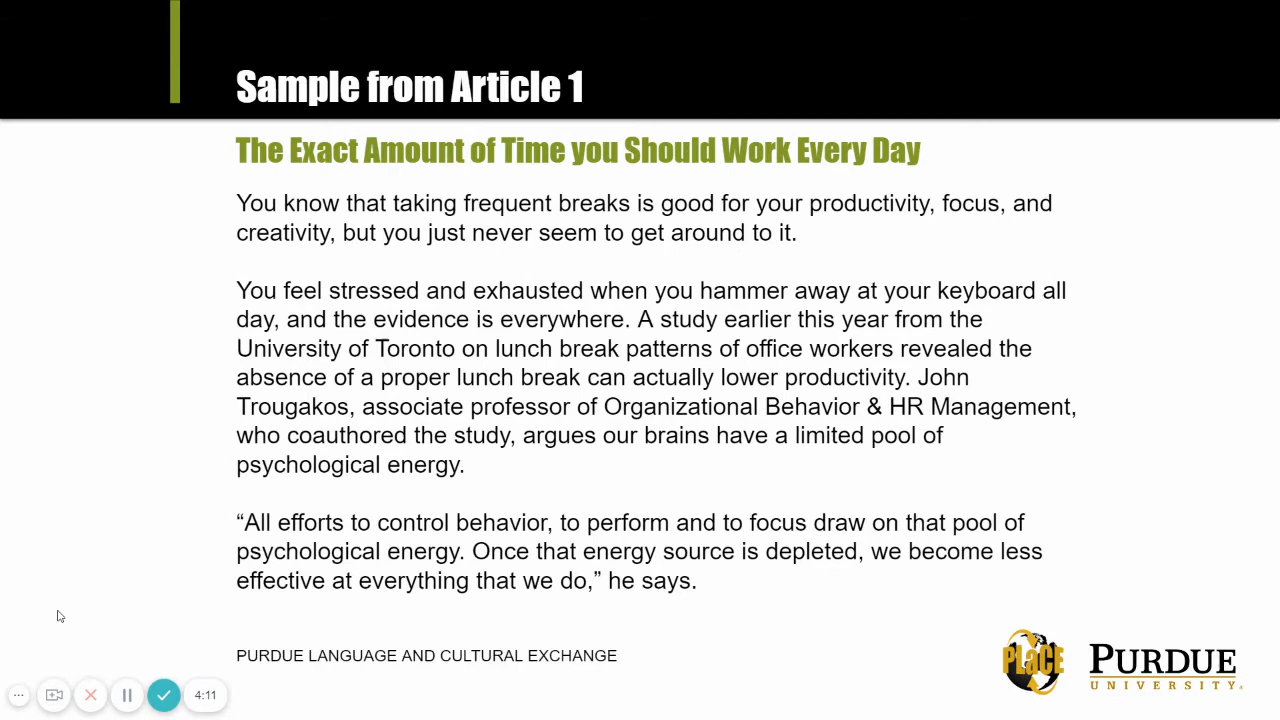 Sample from Article 1
The Exact Amount of Time you Should Work Every Day
You know that taking frequent breaks is good for your productivity, focus, and
creativity, but you just never seem to get around to it.
You feel stressed and exhausted when you hammer away at your keyboard all
day, and the evidence is everywhere. A study earlier this year from the
University of Toronto on lunch break patterns of office workers revealed the
absence of a proper lunch break can actually lower productivity. John
Trougakos, associate professor of Organizational Behavior & HR Management,
who coauthored the study, argues our brains have a limited pool of
psychological energy.
“All efforts to control behavior, to perform and to focus draw on that pool of
psychological energy. Once that energy source is depleted, we become less
effective at everything that we do,” he says.
PURDUE LANGUAGE AND CULTURAL EXCHANGE
PLaCE
PURDUE
UNIVERSITY
4:11